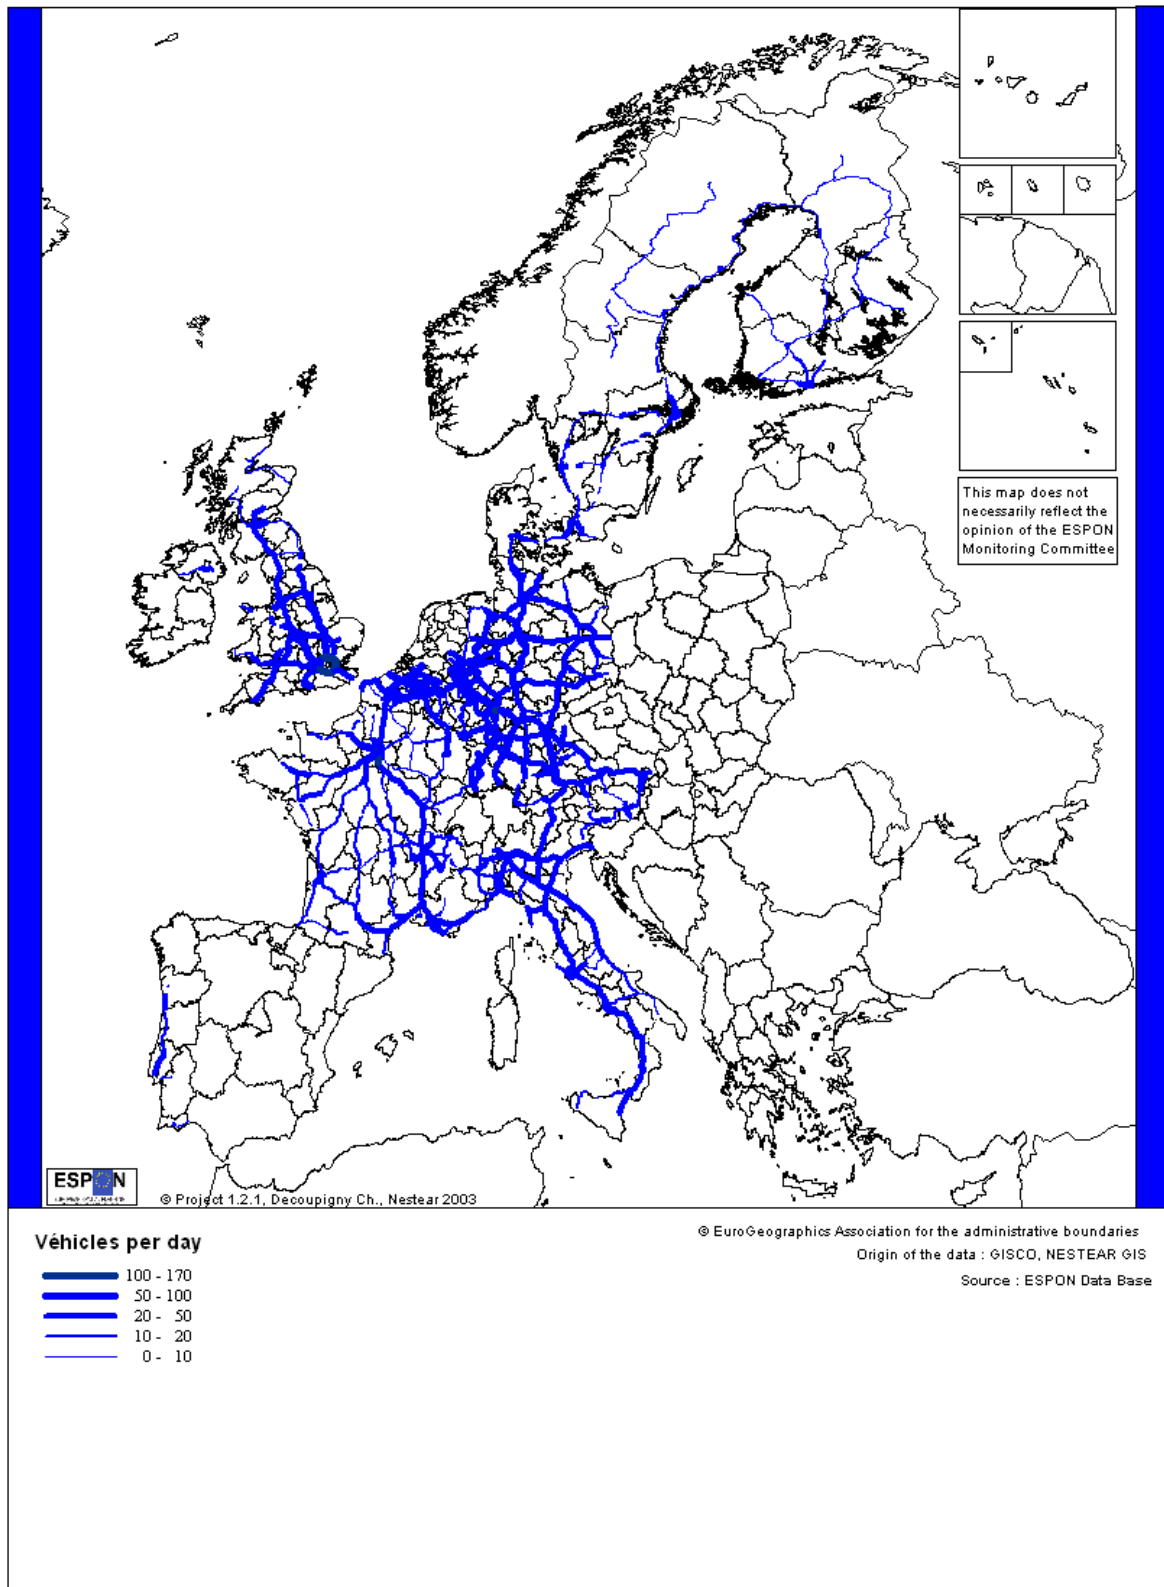 This map does not
necessarily reflect the
opinion of the ESPON
Monitoring Committee
ESPON
© Project 1.2.1, Decoupigny Ch., Nestear 2003
© EuroGeographics Association for the administrative boundaries
Origin of the data : GISCO, NESTEAR GIS
Source : ESPON Data Base
Véhicles per day
100 - 170
50 - 100
20 - 50
10 - 20
0 - 10